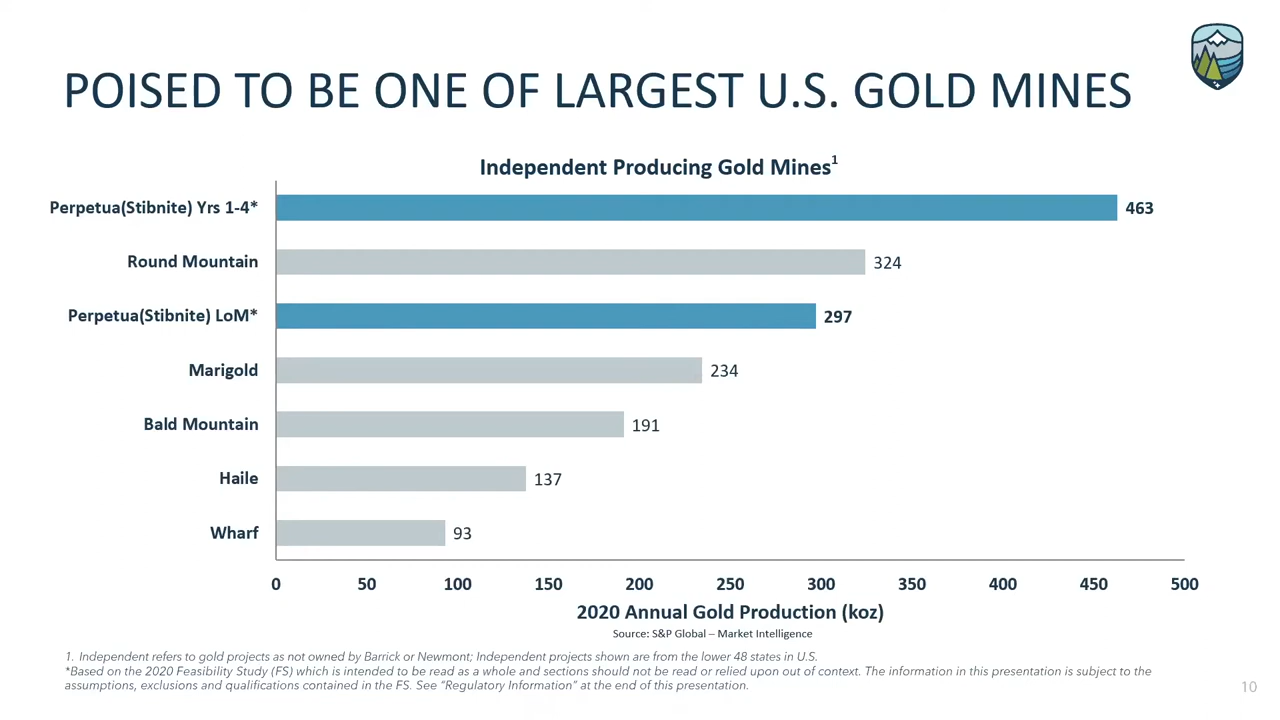 POISED TO BE ONE OF LARGEST U.S. GOLD MINES
Independent Producing Gold Mines1
Perpetua(Stibnite) Yrs 1-4* 463
Round Mountain 324
Perpetua(Stibnite) LoM* 297
Marigold 234
Bald Mountain 191
Haile 137
Wharf 93
0 50 100 150 200 250 300 350 400 450 500
2020 Annual Gold Production (koz)
Source: S&P Global – Market Intelligence
1. Independent refers to gold projects as not owned by Barrick or Newmont; Independent projects shown are from the lower 48 states in U.S.
*Based on the 2020 Feasibility Study (FS) which is intended to be read as a whole and sections should not be read or relied upon out of context. The information in this presentation is subject to the
assumptions, exclusions and qualifications contained in the FS. See “Regulatory Information” at the end of this presentation.
10